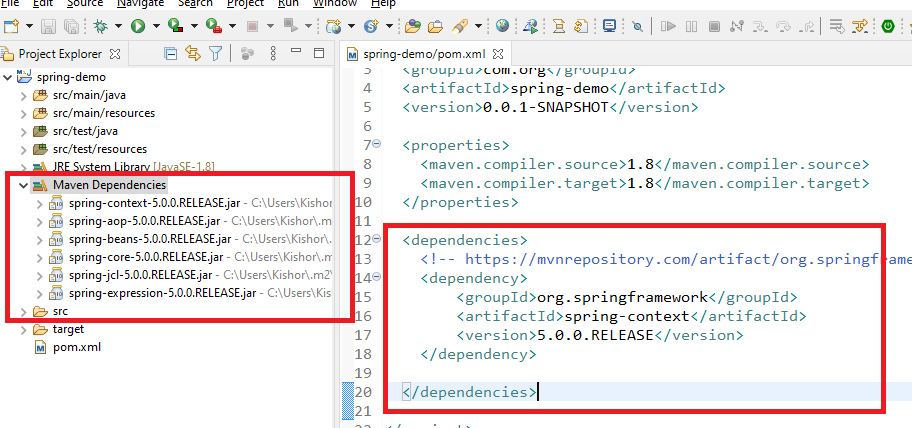 File Edit Source Navigate Search Project Run Window Help
Project Explorer
spring-demo
src/main/java
src/main/resources
src/test/java
src/test/resources
JRE System Library [JavaSE-1.8]
Maven Dependencies
spring-context-5.0.0.RELEASE.jar - C:\Users\Kishor\.m
spring-aop-5.0.0.RELEASE.jar - C:\Users\Kishor\.m2\
spring-beans-5.0.0.RELEASE.jar - C:\Users\Kishor\.
spring-core-5.0.0.RELEASE.jar - C:\Users\Kishor\.m
spring-jcl-5.0.0.RELEASE.jar - C:\Users\Kishor\.m2\
spring-expression-5.0.0.RELEASE.jar - C:\Users\Kis
src
target
pom.xml
spring-demo/pom.xml
3 <groupId>com.org</groupId>
4 <artifactId>spring-demo</artifactId>
5 <version>0.0.1-SNAPSHOT</version>
6
7 <properties>
8 <maven.compiler.source>1.8</maven.compiler.source>
9 <maven.compiler.target>1.8</maven.compiler.target>
10 </properties>
11
12 <dependencies>
13 <!-- https://mvnrepository.com/artifact/org.springframe
14 <dependency>
15 <groupId>org.springframework</groupId>
16 <artifactId>spring-context</artifactId>
17 <version>5.0.0.RELEASE</version>
18 </dependency>
19
20 </dependencies>
21